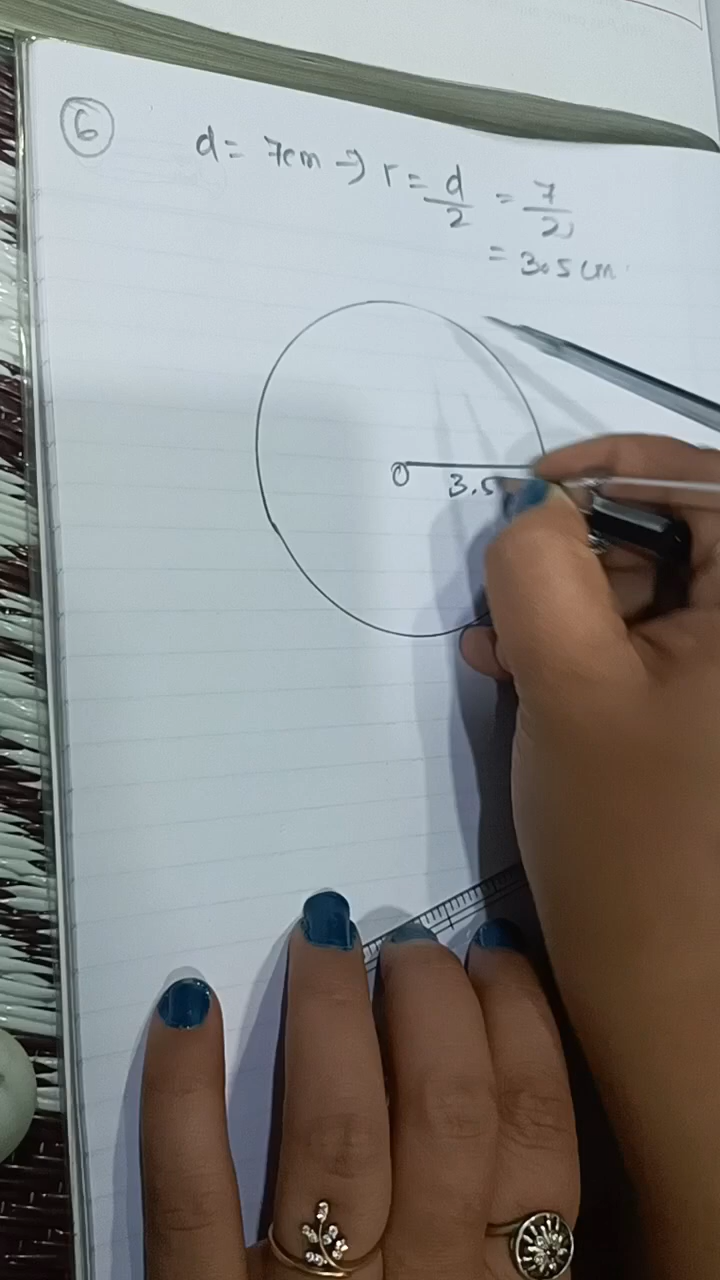 6
d = 7cm → r = d/2 = 7/2
= 3.5 cm
O 3.5